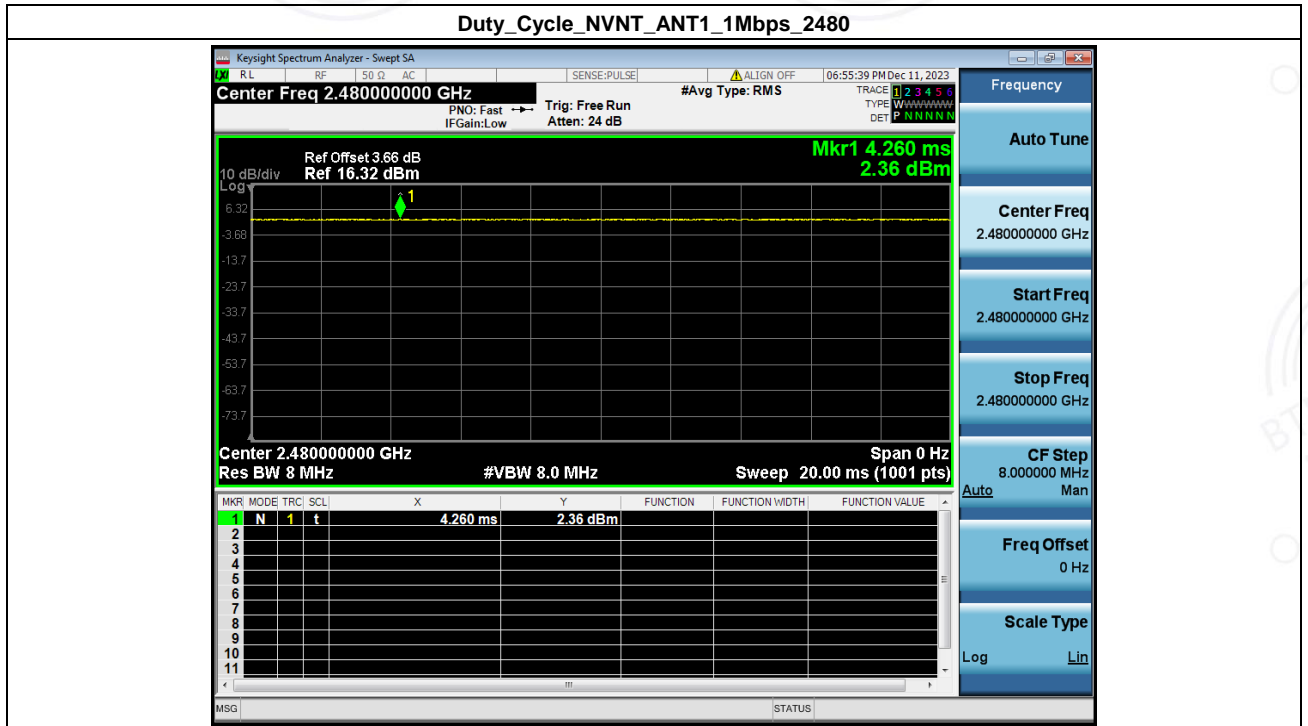 Duty_Cycle_NVNT_ANT1_1Mbps_2480
Keysight Spectrum Analyzer - Swept SA
LXI RL RF 50 Ω AC SENSE:PULSE ALIGN OFF 06:55:39 PM Dec 11, 2023
Center Freq 2.480000000 GHz
PNO: Fast
IFGain:Low
Trig: Free Run
Atten: 24 dB
#Avg Type: RMS
TRACE 1 2 3 4 5 6
TYPE WWWWWW
DET P N N N N N
Ref Offset 3.66 dB
10 dB/div Ref 16.32 dBm
Log
Mkr1 4.260 ms
2.36 dBm
1
6.32
-3.68
-13.7
-23.7
-33.7
-43.7
-53.7
-63.7
-73.7
Center 2.480000000 GHz Span 0 Hz
Res BW 8 MHz #VBW 8.0 MHz Sweep 20.00 ms (1001 pts)
MKR MODE TRC SCL X Y FUNCTION FUNCTION WIDTH FUNCTION VALUE
1 N 1 t 4.260 ms 2.36 dBm
2
3
4
5
6
7
8
9
10
11
MSG STATUS
Frequency
Auto Tune
Center Freq
2.480000000 GHz
Start Freq
2.480000000 GHz
Stop Freq
2.480000000 GHz
CF Step
8.000000 MHz
Auto Man
Freq Offset
0 Hz
Scale Type
Log Lin